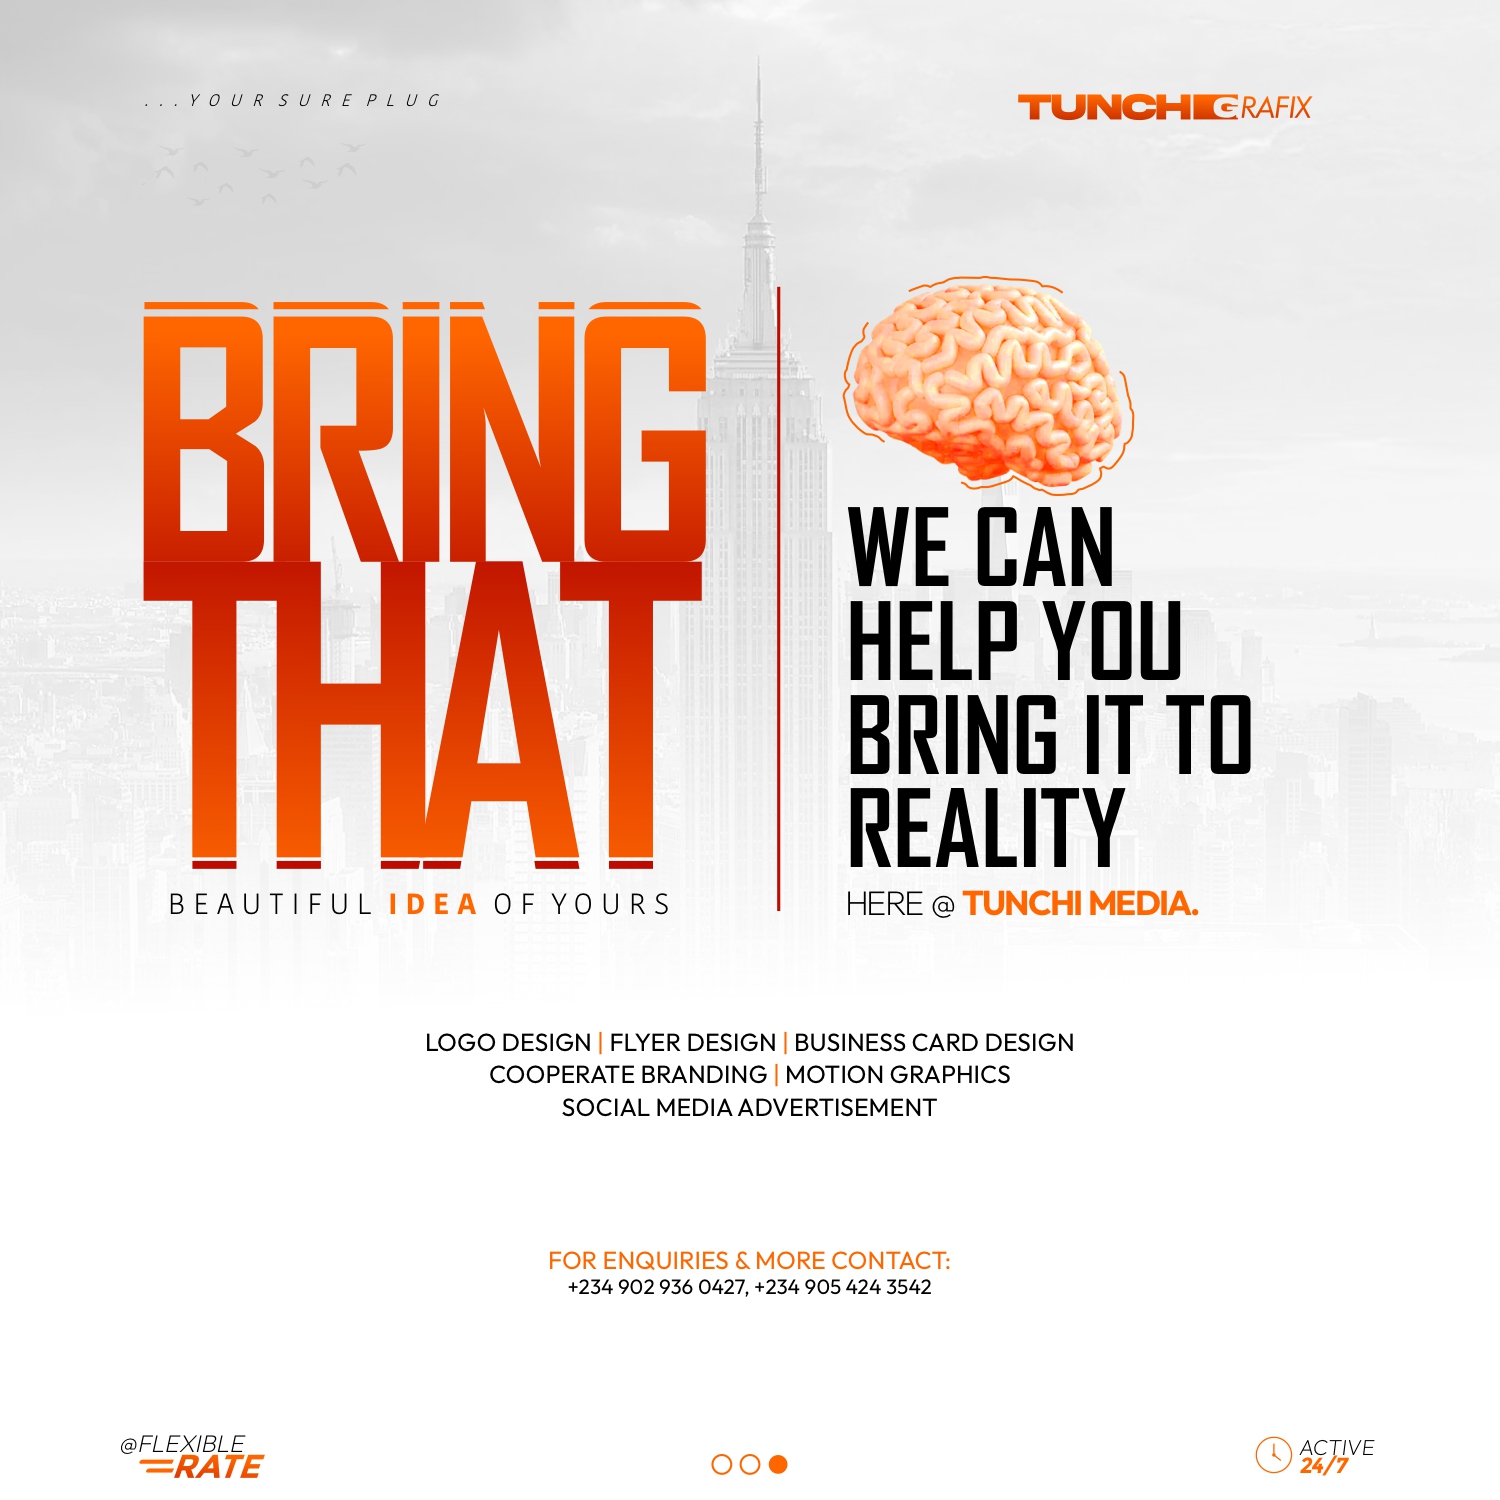 ...YOUR SURE PLUG
TUNCHI GRAFIX
BRING
THAT
BEAUTIFUL IDEA OF YOURS
WE CAN
HELP YOU
BRING IT TO
REALITY
HERE @ TUNCHI MEDIA.
LOGO DESIGN | FLYER DESIGN | BUSINESS CARD DESIGN
COOPERATE BRANDING | MOTION GRAPHICS
SOCIAL MEDIA ADVERTISEMENT
FOR ENQUIRIES & MORE CONTACT:
+234 902 936 0427, +234 905 424 3542
@FLEXIBLE
RATE
ACTIVE
24/7